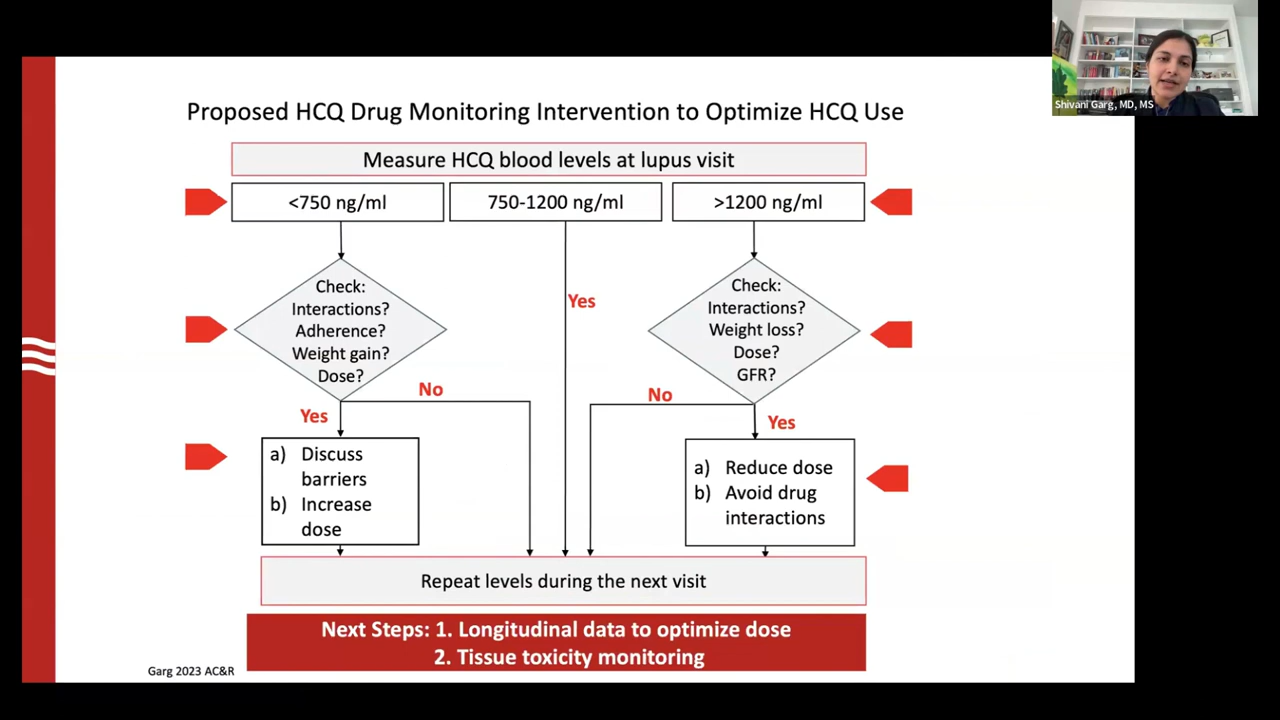 Shivani Garg, MD, MS
Proposed HCQ Drug Monitoring Intervention to Optimize HCQ Use
Measure HCQ blood levels at lupus visit
<750 ng/ml
750-1200 ng/ml
>1200 ng/ml
Check:
Interactions?
Adherence?
Weight gain?
Dose?
Yes
Check:
Interactions?
Weight loss?
Dose?
GFR?
No
No
Yes
Yes
a) Discuss
barriers
b) Increase
dose
a) Reduce dose
b) Avoid drug
interactions
Repeat levels during the next visit
Next Steps: 1. Longitudinal data to optimize dose
2. Tissue toxicity monitoring
Garg 2023 AC&R